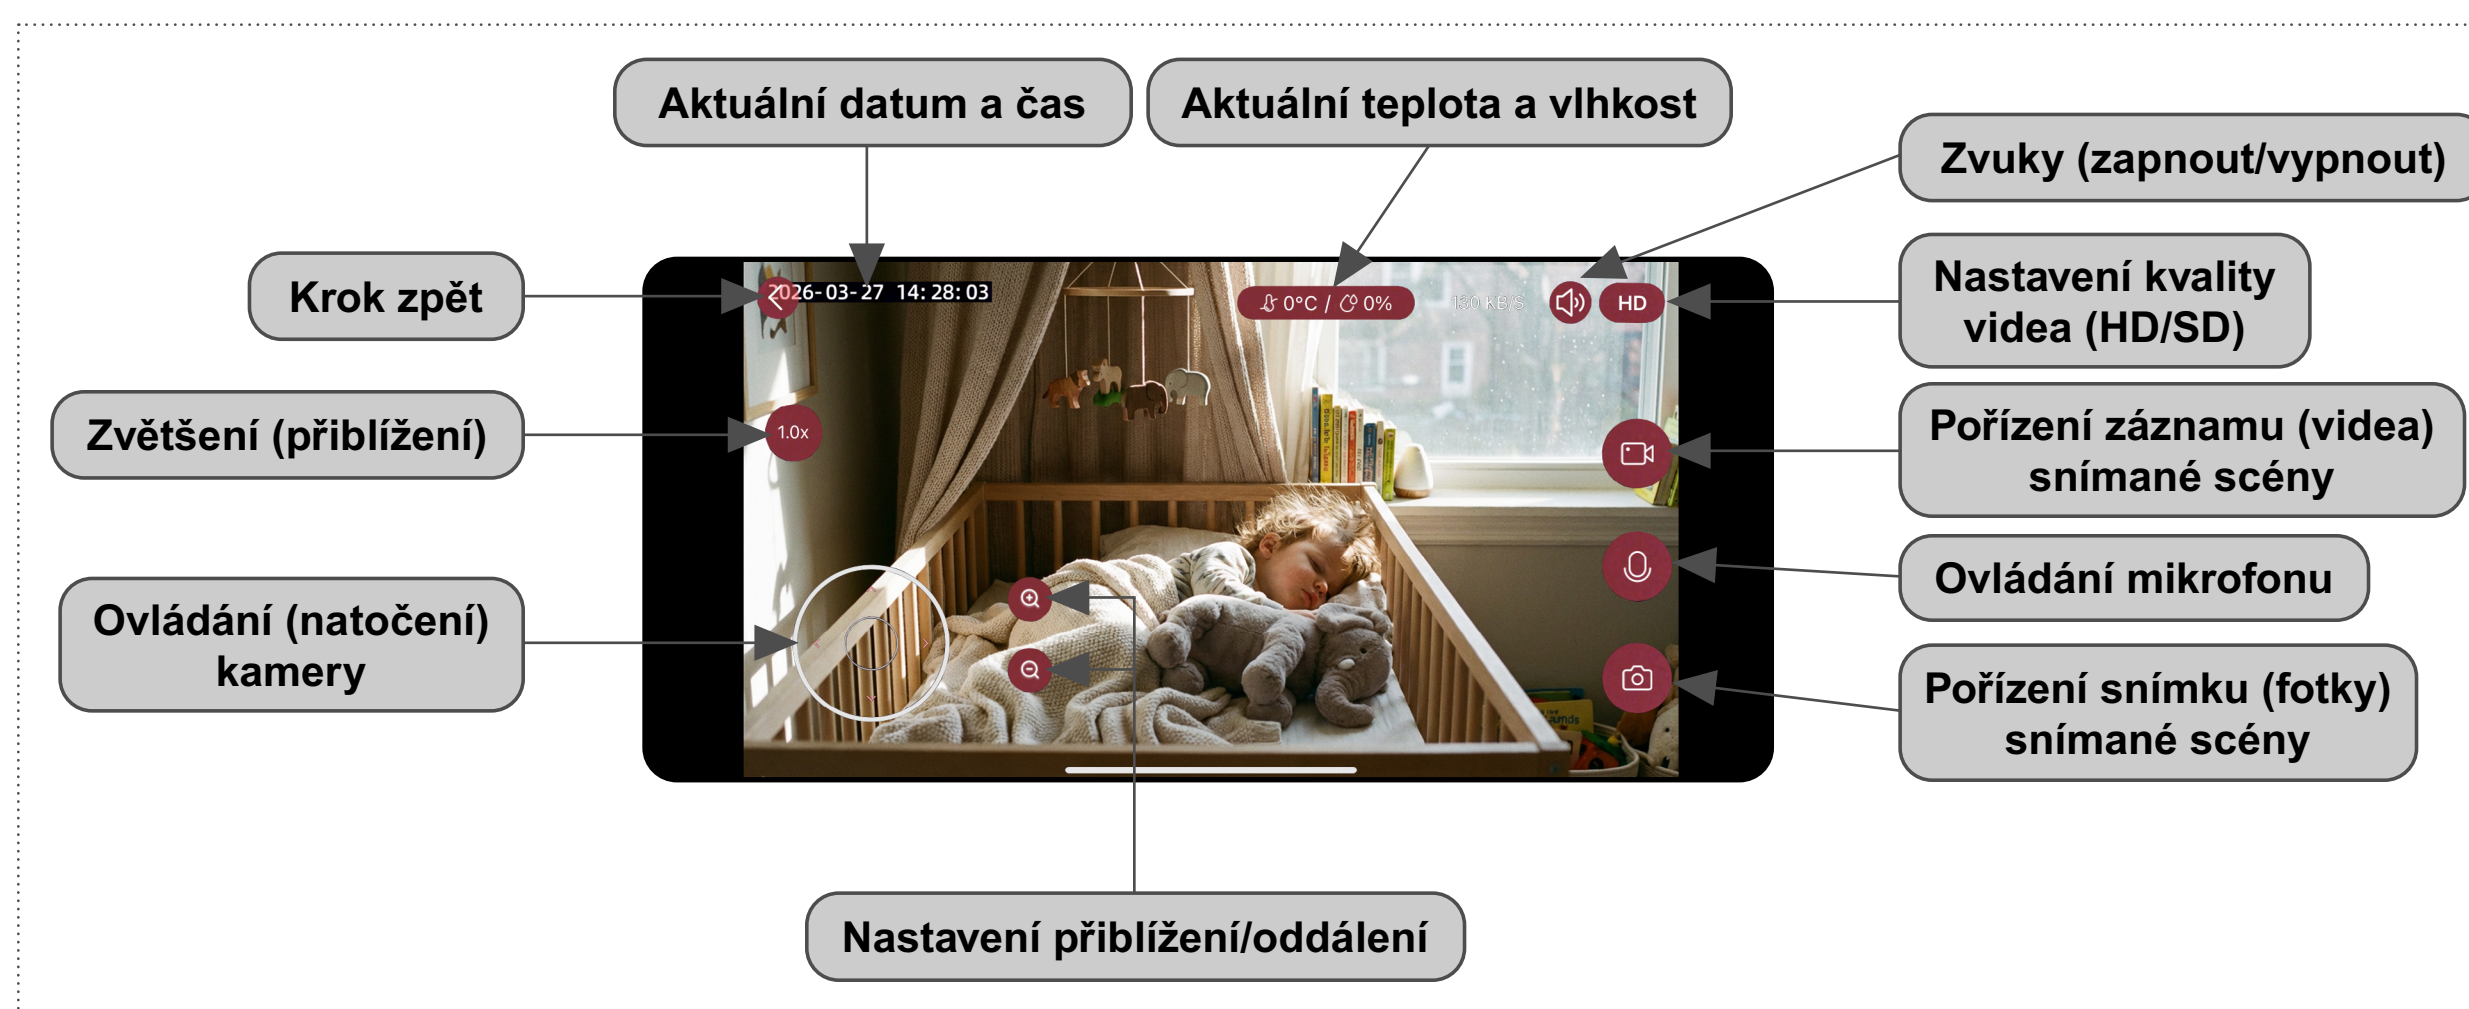 Aktuální datum a čas
Aktuální teplota a vlhkost
Zvuky (zapnout/vypnout)
Krok zpět
Nastavení kvality
videa (HD/SD)
2026-03-27 14:28:03
0°C / 0%
130 KB/S
HD
Zvětšení (přiblížení)
1.0x
Pořízení záznamu (videa)
snímané scény
Ovládání (natočení)
kamery
Ovládání mikrofonu
Pořízení snímku (fotky)
snímané scény
Nastavení přiblížení/oddálení